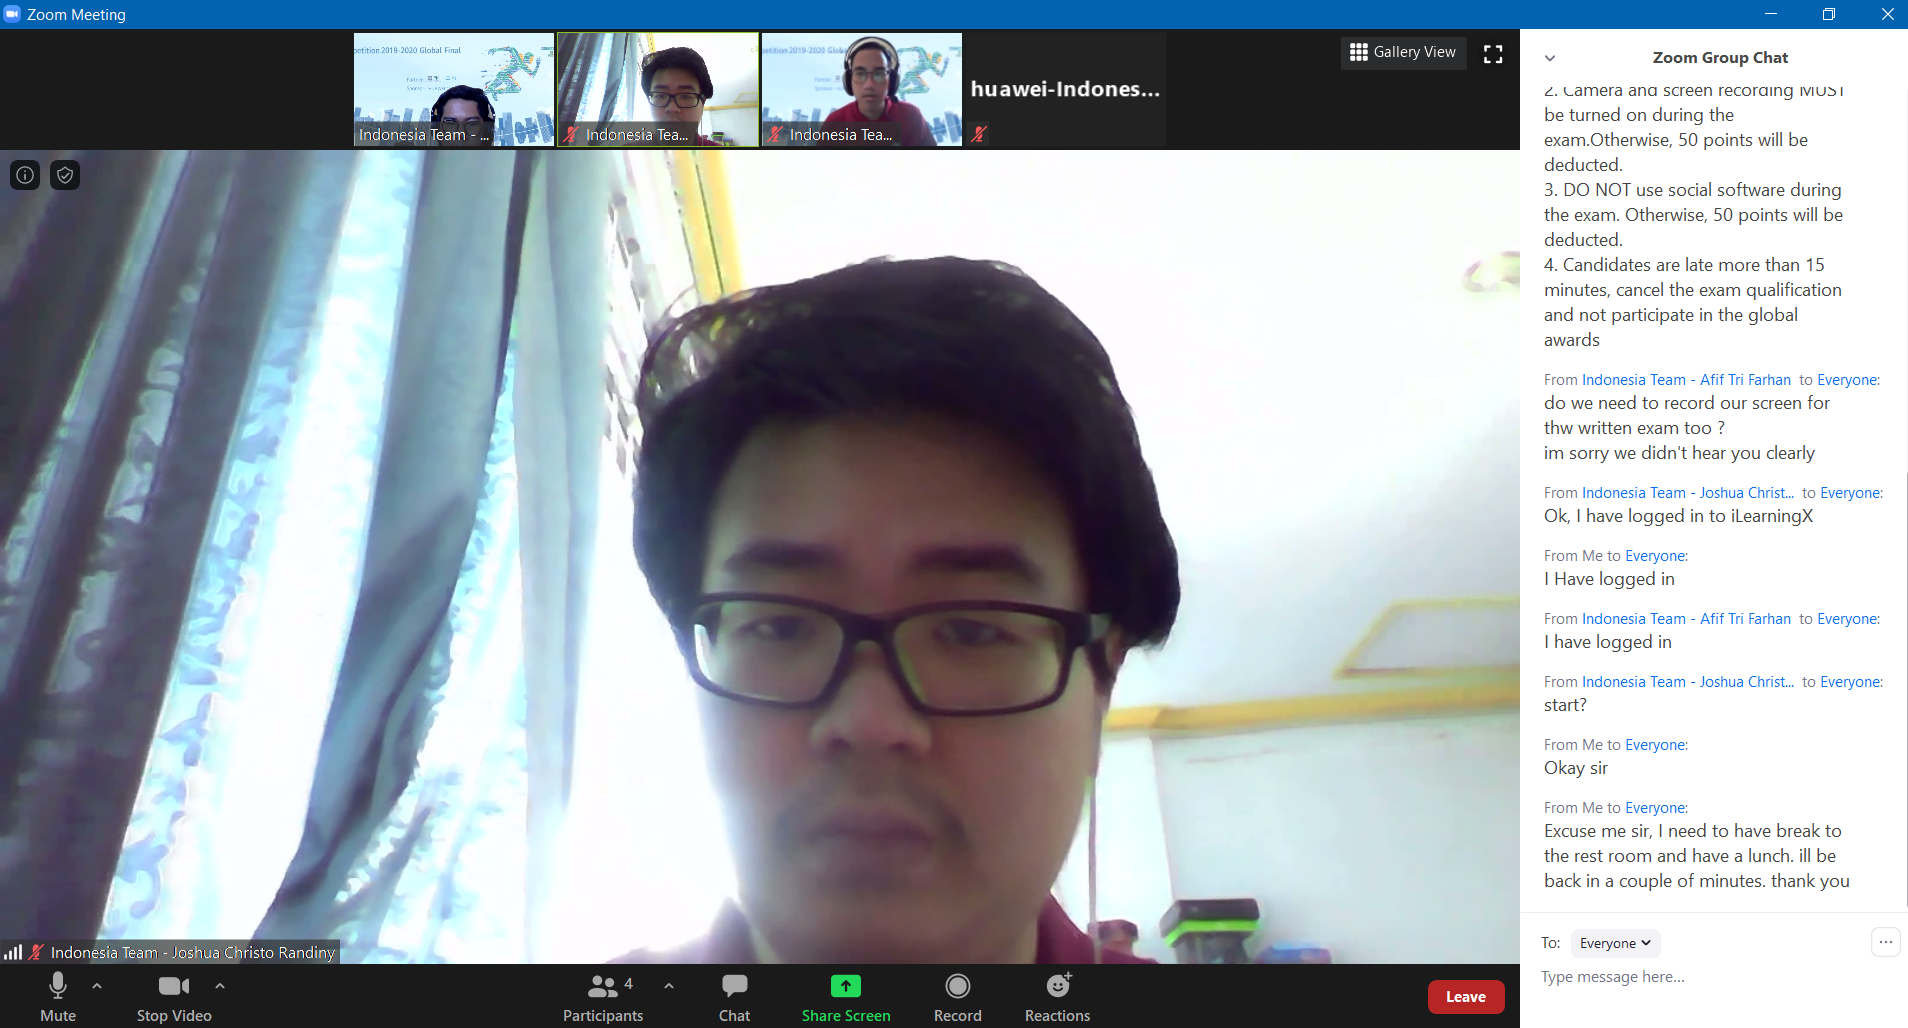 Zoom Meeting
petition 2019-2020 Global Final
Indonesia Team - ...
Indonesia Tea...
petition 2019-2020 Globa
Indonesia Tea...
huawei-Indones...
Gallery View
Indonesia Team - Joshua Christo Randiny
Mute
Stop Video
4
Participants
Chat
Share Screen
Record
Reactions
Leave
Zoom Group Chat
2. Camera and screen recording MUST
be turned on during the
exam.Otherwise, 50 points will be
deducted.
3. DO NOT use social software during
the exam. Otherwise, 50 points will be
deducted.
4. Candidates are late more than 15
minutes, cancel the exam qualification
and not participate in the global
awards
From Indonesia Team - Afif Tri Farhan to Everyone:
do we need to record our screen for
thw written exam too ?
im sorry we didn't hear you clearly
From Indonesia Team - Joshua Christ... to Everyone:
Ok, I have logged in to iLearningX
From Me to Everyone:
I Have logged in
From Indonesia Team - Afif Tri Farhan to Everyone:
I have logged in
From Indonesia Team - Joshua Christ... to Everyone:
start?
From Me to Everyone:
Okay sir
From Me to Everyone:
Excuse me sir, I need to have break to
the rest room and have a lunch. ill be
back in a couple of minutes. thank you
To: Everyone
...
Type message here...